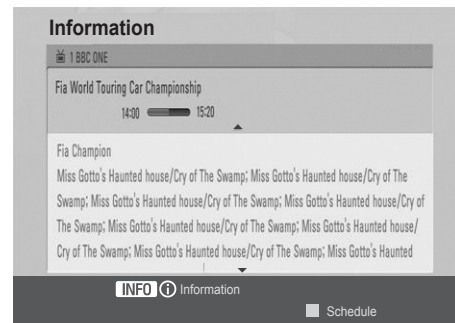 Information
1 BBC ONE
Fia World Touring Car Championship
14:00 15:20
Fia Champion
Miss Gotto's Haunted house/Cry of The Swamp; Miss Gotto's Haunted house/Cry of The
Swamp; Miss Gotto's Haunted house/Cry of The Swamp; Miss Gotto's Haunted house/Cry of
The Swamp; Miss Gotto's Haunted house/Cry of The Swamp; Miss Gotto's Haunted house/
Cry of The Swamp; Miss Gotto's Haunted house/Cry of The Swamp; Miss Gotto's Haunted
INFO i Information
Schedule